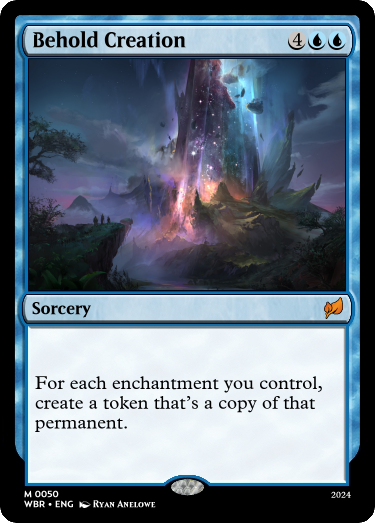 Behold Creation 4
Sorcery
For each enchantment you control,
create a token that's a copy of that
permanent.
M 0050
2024
WBR • ENG Ryan Anelowe